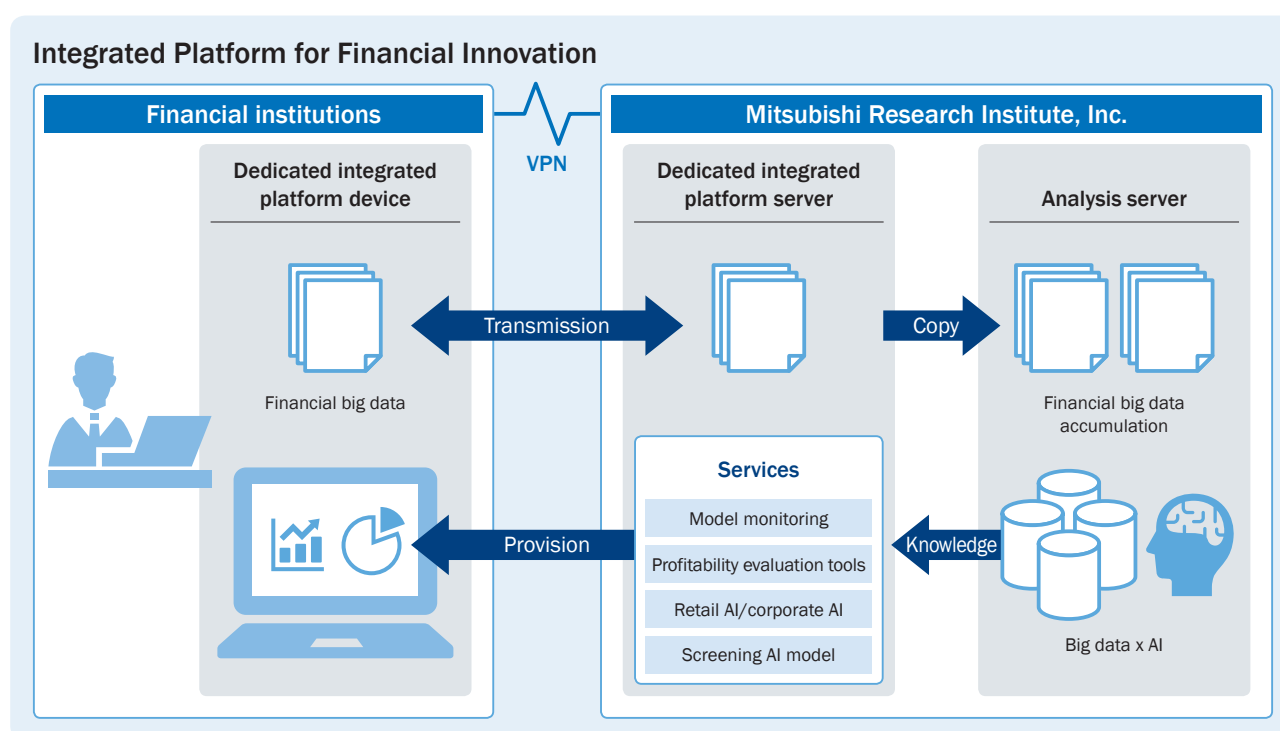 Integrated Platform for Financial Innovation
Financial institutions
VPN
Mitsubishi Research Institute, Inc.
Dedicated integrated
platform device
Dedicated integrated
platform server
Analysis server
Transmission
Copy
Financial big data
Financial big data
accumulation
Services
Model monitoring
Profitability evaluation tools
Retail AI/corporate AI
Screening AI model
Provision
Knowledge
Big data x AI